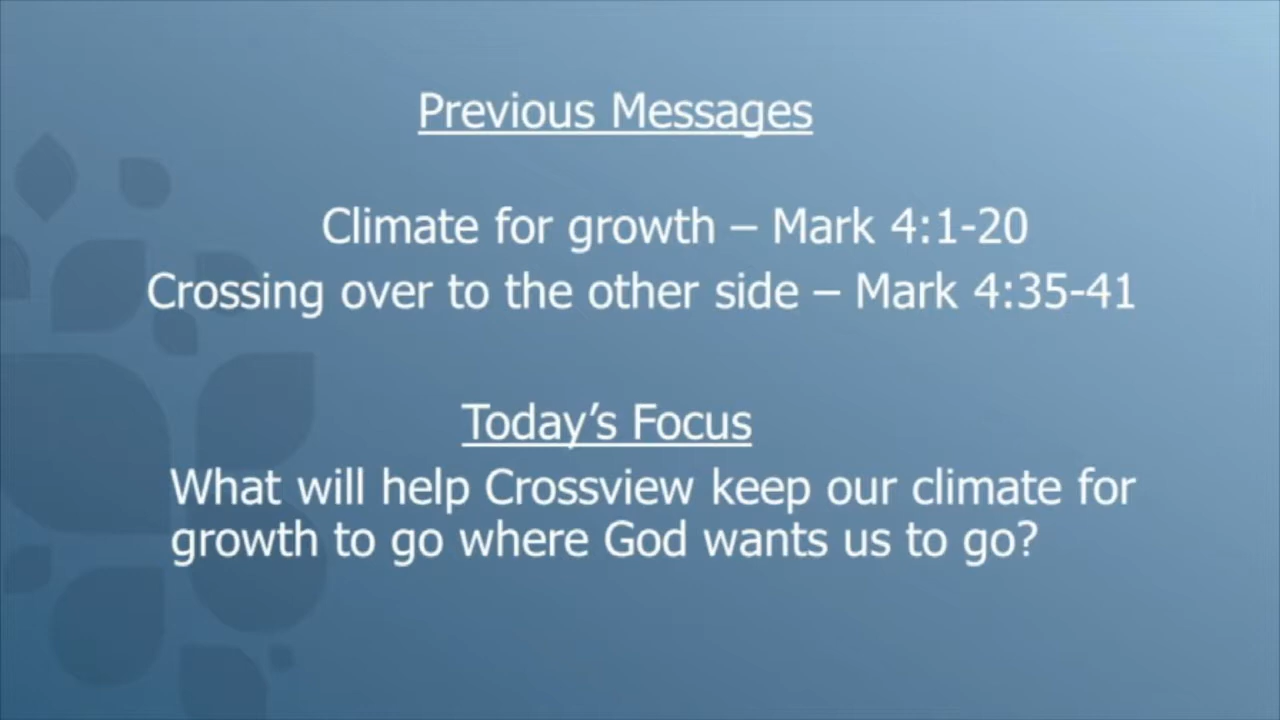 Previous Messages
Climate for growth – Mark 4:1-20
Crossing over to the other side – Mark 4:35-41
Today’s Focus
What will help Crossview keep our climate for
growth to go where God wants us to go?